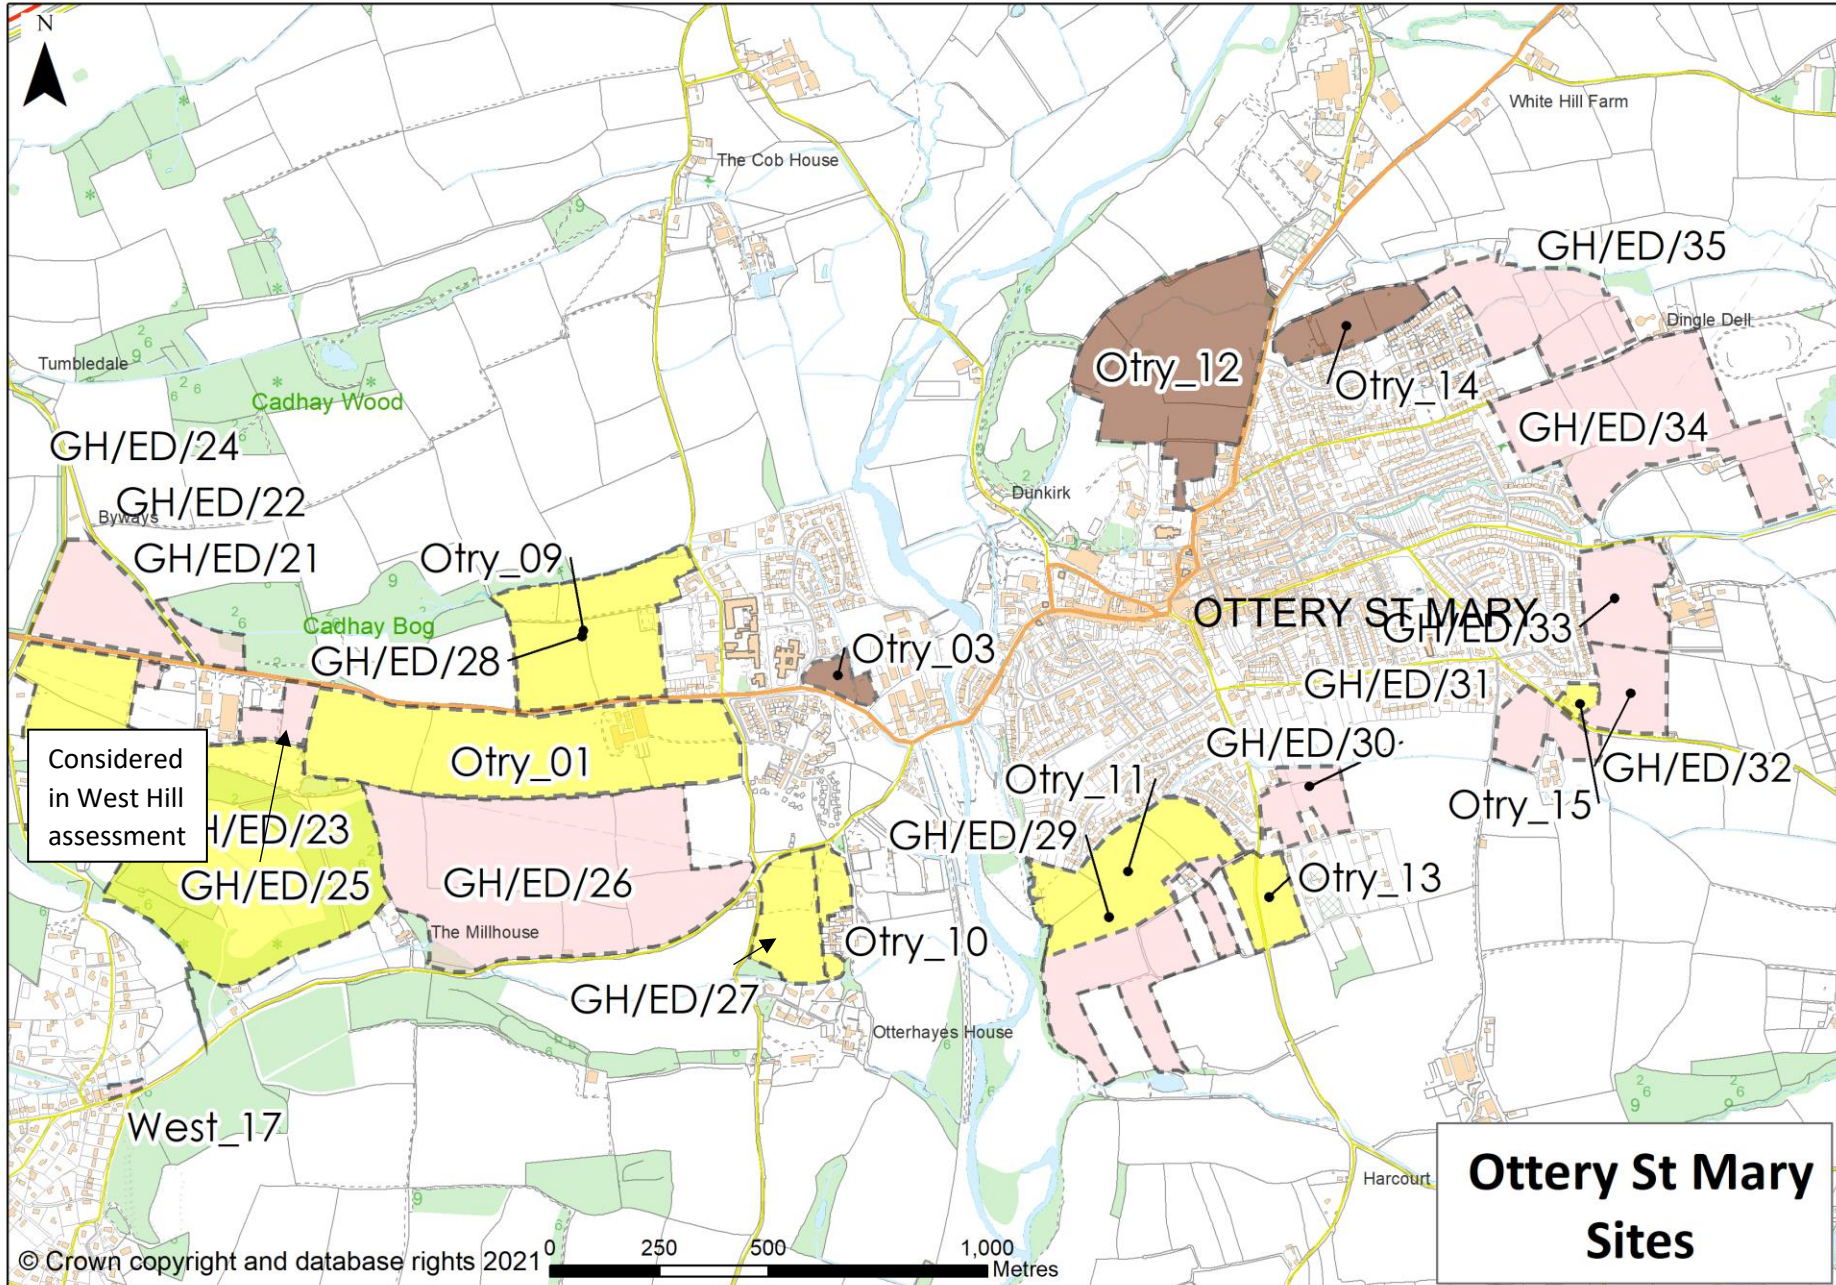 N
White Hill Farm
The Cob House
GH/ED/35
Dingle Dell
Tumbledale
Otry_12
Otry_14
Cadhay Wood
GH/ED/34
GH/ED/24
GH/ED/22
Byways
GH/ED/21
Dunkirk
Otry_09
Cadhay Bog
OTTERY ST MARY
GH/ED/33
GH/ED/28
Otry_03
GH/ED/31
Considered
in West Hill
assessment
Otry_01
GH/ED/30
GH/ED/32
Otry_11
Otry_15
H/ED/23
GH/ED/29
GH/ED/25
GH/ED/26
Otry_13
The Millhouse
Otry_10
GH/ED/27
Otterhayes House
West_17
Harcourt
Ottery St Mary
Sites
© Crown copyright and database rights 2021
0 250 500 1,000
Metres